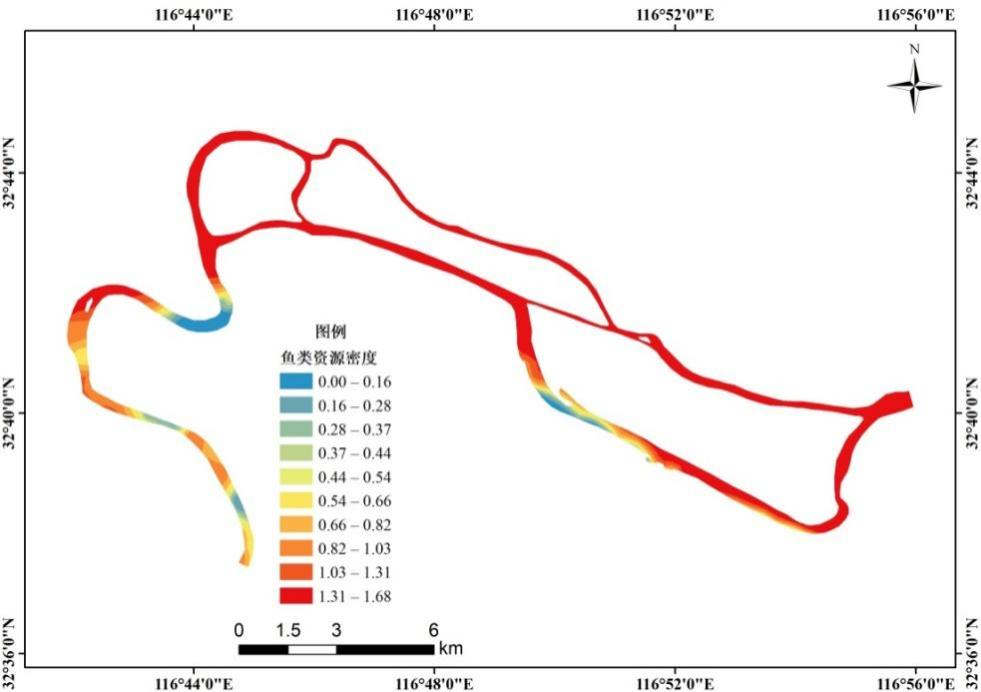 116°44'0"E 116°48'0"E 116°52'0"E 116°56'0"E
N
32°44'0"N 32°44'0"N
32°40'0"N 32°40'0"N
32°36'0"N 32°36'0"N
图例
鱼类资源密度
0.00 – 0.16
0.16 – 0.28
0.28 – 0.37
0.37 – 0.44
0.44 – 0.54
0.54 – 0.66
0.66 – 0.82
0.82 – 1.03
1.03 – 1.31
1.31 – 1.68
0 1.5 3 6
km
116°44'0"E 116°48'0"E 116°52'0"E 116°56'0"E